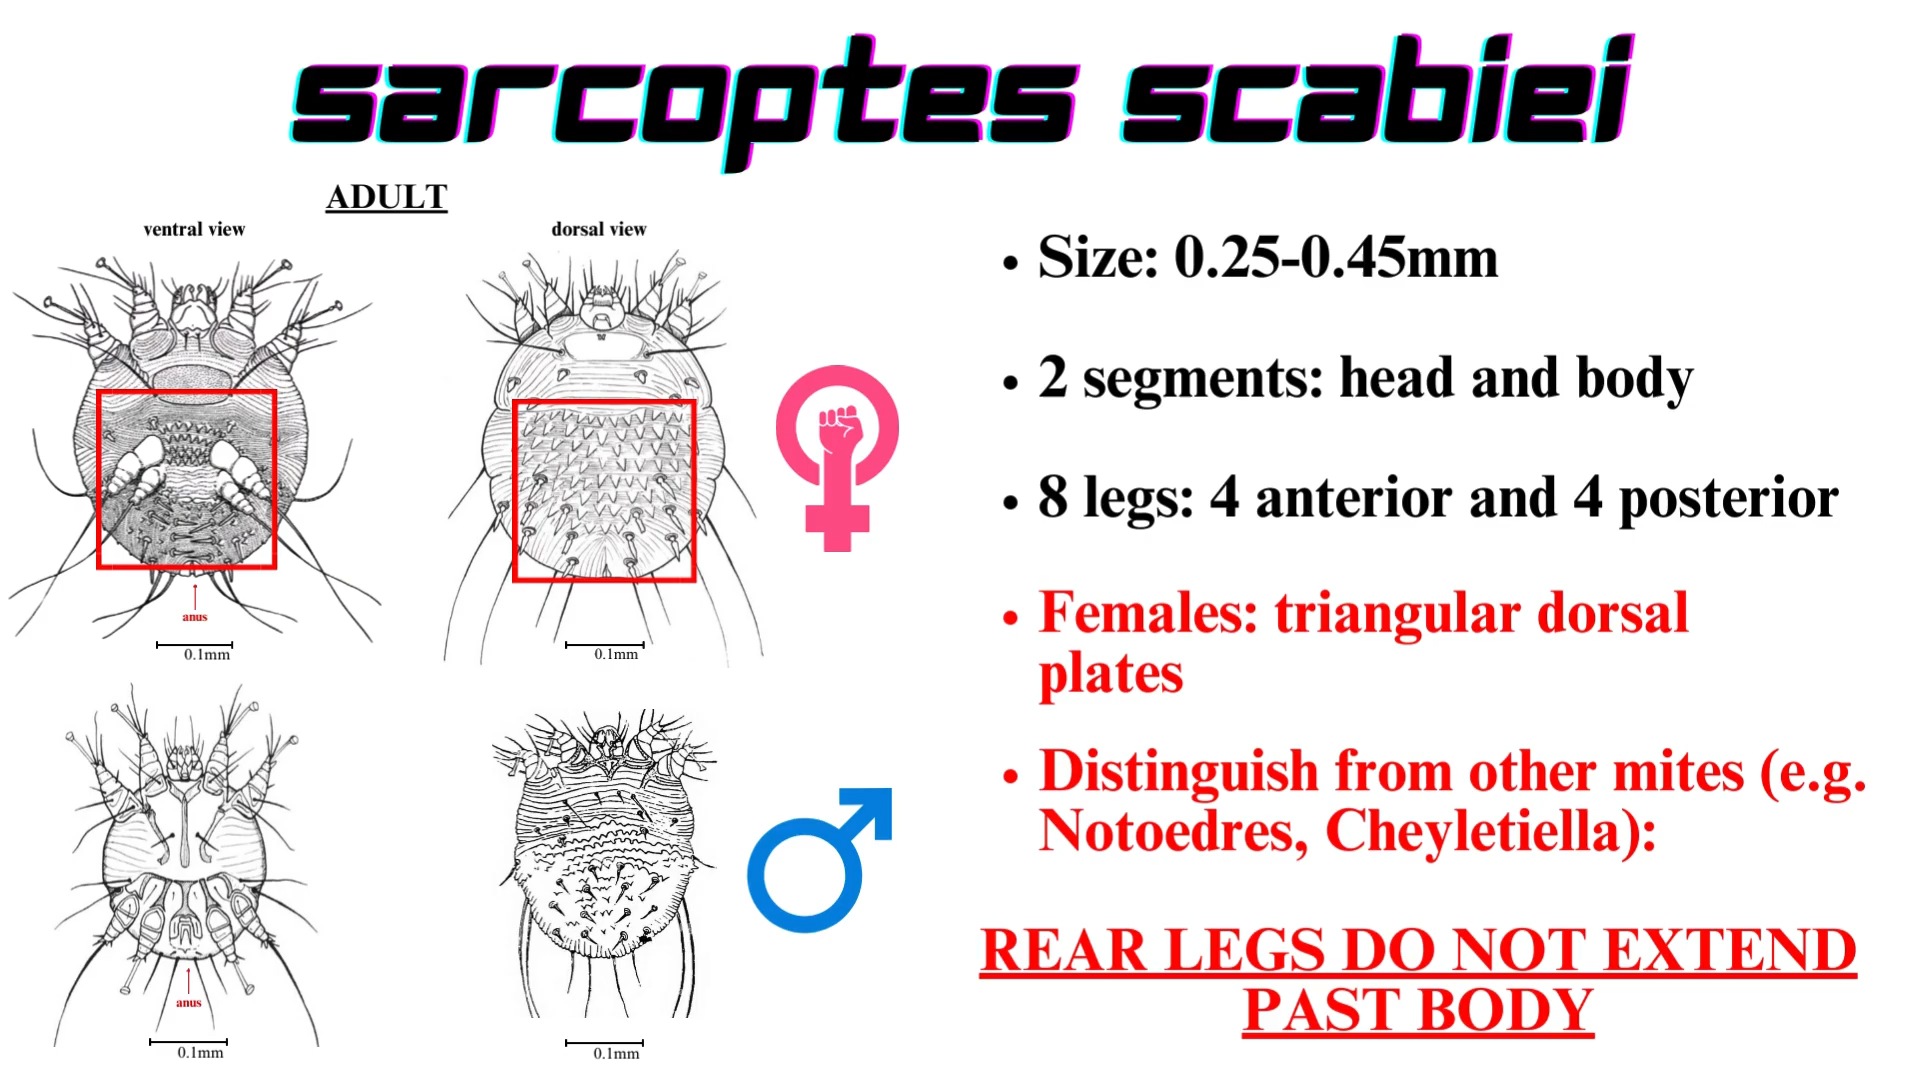 sarcoptes scabiei
ADULT
ventral view
dorsal view
anus
0.1mm
0.1mm
anus
0.1mm
0.1mm
• Size: 0.25-0.45mm
• 2 segments: head and body
• 8 legs: 4 anterior and 4 posterior
• Females: triangular dorsal
plates
• Distinguish from other mites (e.g.
Notoedres, Cheyletiella):
REAR LEGS DO NOT EXTEND
PAST BODY